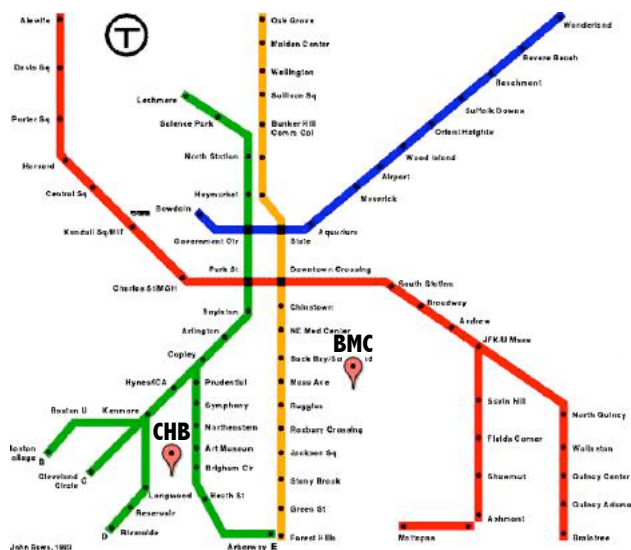 Alewife
Oak Grove
Wonderland
T
Malden Center
Davis Sq
Wellington
Revere Beach
Sullivan Sq
Beachmont
Lechmere
Suffolk Downs
Porter Sq
Science Park
Bunker Hill
Comm Col
Orient Heights
North Station
Wood Island
Harvard
Airport
Central Sq
Haymarket
Maverick
Bowdoin
Kendall Sq/MIT
Government Ctr
State
Aquarium
Park St
Downtown Crossing
Charles St/MGH
South Station
Boylston
Chinatown
Broadway
Arlington
NE Med Center
Andrew
BMC
JFK/U Mass
Copley
Back Bay/
Hynes/ICA
Prudential
Mass Ave
Savin Hill
Boston U
Kenmore
Symphony
Ruggles
North Quincy
CHB
Northeastern
Roxbury Crossing
Fields Corner
Wollaston
Art Museum
Jackson Sq
B
Cleveland
Circle
C
Brigham Cir
Shawmut
Quincy Center
Longwood
Heath St
Stony Brook
Reservoir
Green St
Quincy Adams
Ashmont
D
Riverside
Arborway E
Forest Hills
Mattapan
Braintree